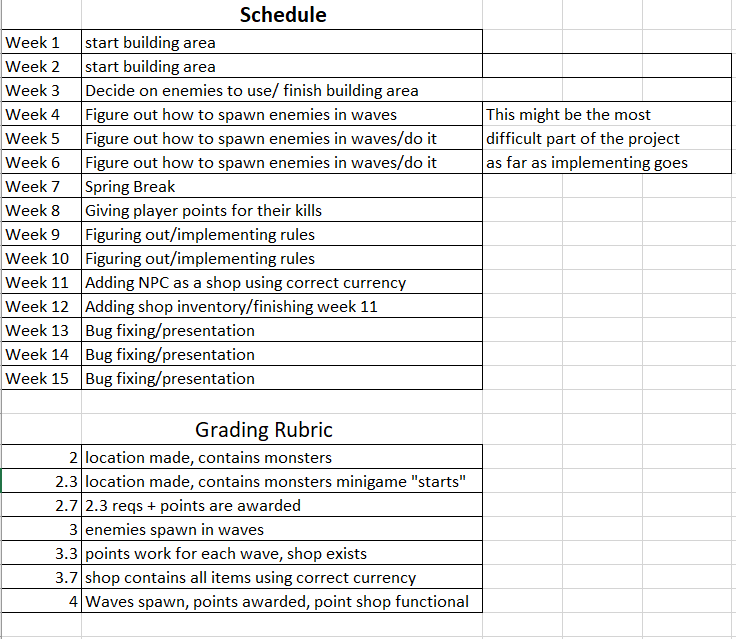 Schedule
Week 1 start building area
Week 2 start building area
Week 3 Decide on enemies to use/ finish building area
Week 4 Figure out how to spawn enemies in waves This might be the most
Week 5 Figure out how to spawn enemies in waves/do it difficult part of the project
Week 6 Figure out how to spawn enemies in waves/do it as far as implementing goes
Week 7 Spring Break
Week 8 Giving player points for their kills
Week 9 Figuring out/implementing rules
Week 10 Figuring out/implementing rules
Week 11 Adding NPC as a shop using correct currency
Week 12 Adding shop inventory/finishing week 11
Week 13 Bug fixing/presentation
Week 14 Bug fixing/presentation
Week 15 Bug fixing/presentation
Grading Rubric
2 location made, contains monsters
2.3 location made, contains monsters minigame "starts"
2.7 2.3 reqs + points are awarded
3 enemies spawn in waves
3.3 points work for each wave, shop exists
3.7 shop contains all items using correct currency
4 Waves spawn, points awarded, point shop functional